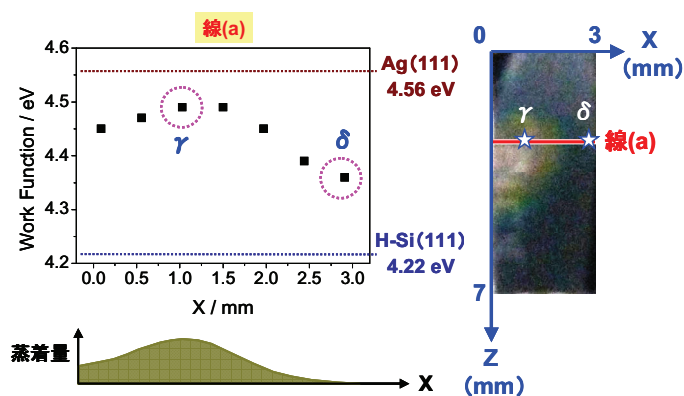 線(a)
4.6
4.5
4.4
4.3
4.2
Work Function / eV
0.0 0.5 1.0 1.5 2.0 2.5 3.0
X / mm
γ
δ
Ag(111)
4.56 eV
H-Si(111)
4.22 eV
蒸着量
X
0
3
X
(mm)
γ
δ
線(a)
7
Z
(mm)